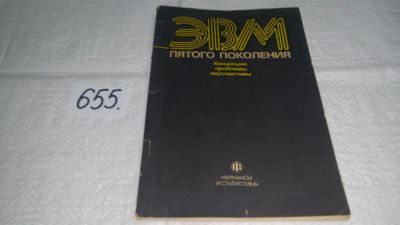 655.
ЭВМ
ПЯТОГО ПОКОЛЕНИЯ
Концепции,
проблемы,
перспективы
«ФИНАНСЫ
И СТАТИСТИКА»